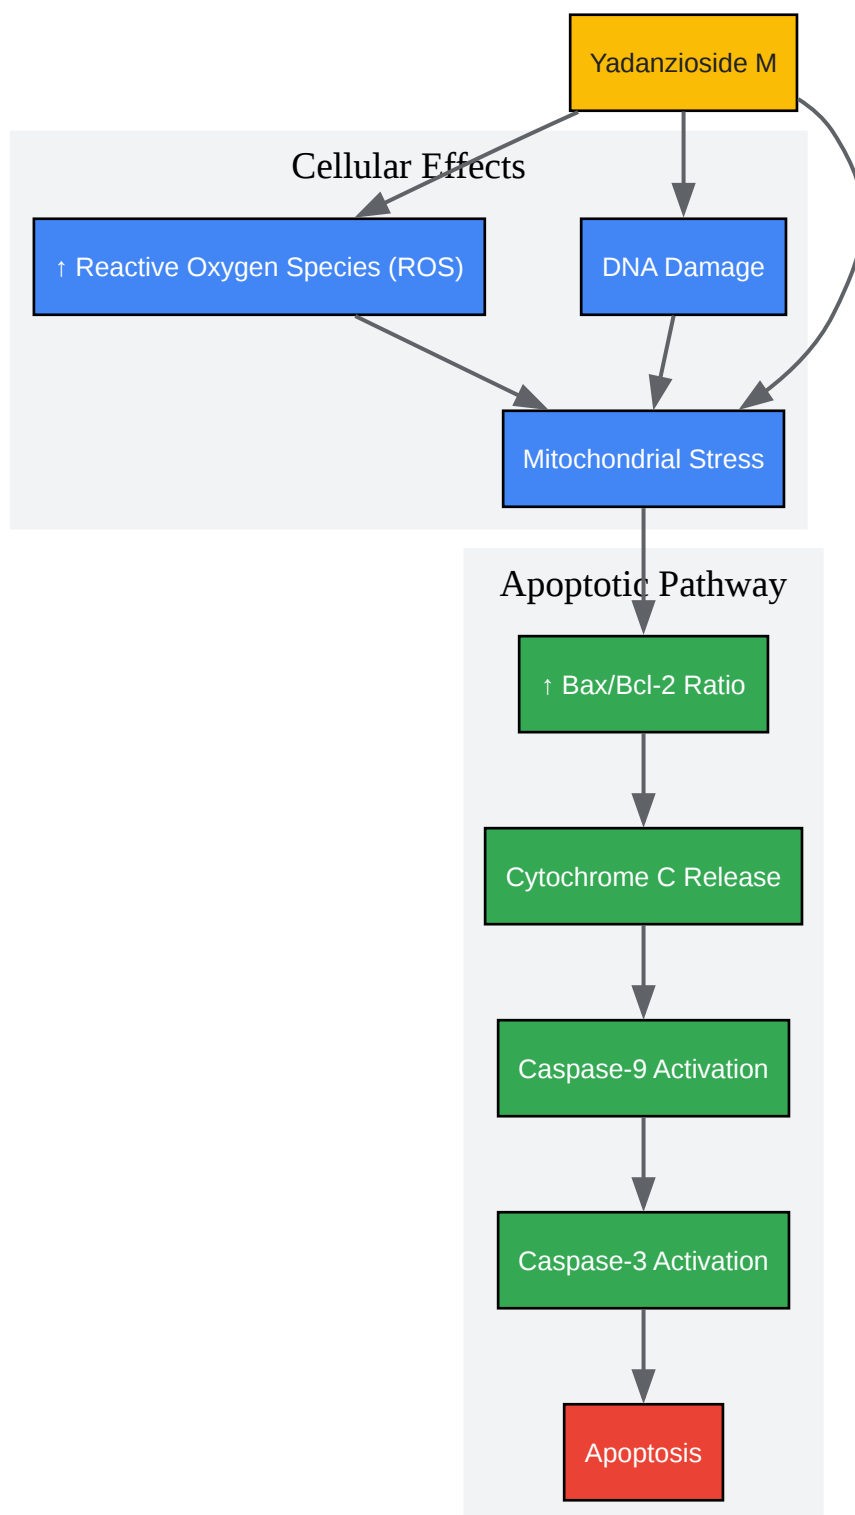 Yadanzioside M
Cellular Effects
↑ Reactive Oxygen Species (ROS)
DNA Damage
Mitochondrial Stress
Apoptotic Pathway
↑ Bax/Bcl-2 Ratio
Cytochrome C Release
Caspase-9 Activation
Caspase-3 Activation
Apoptosis